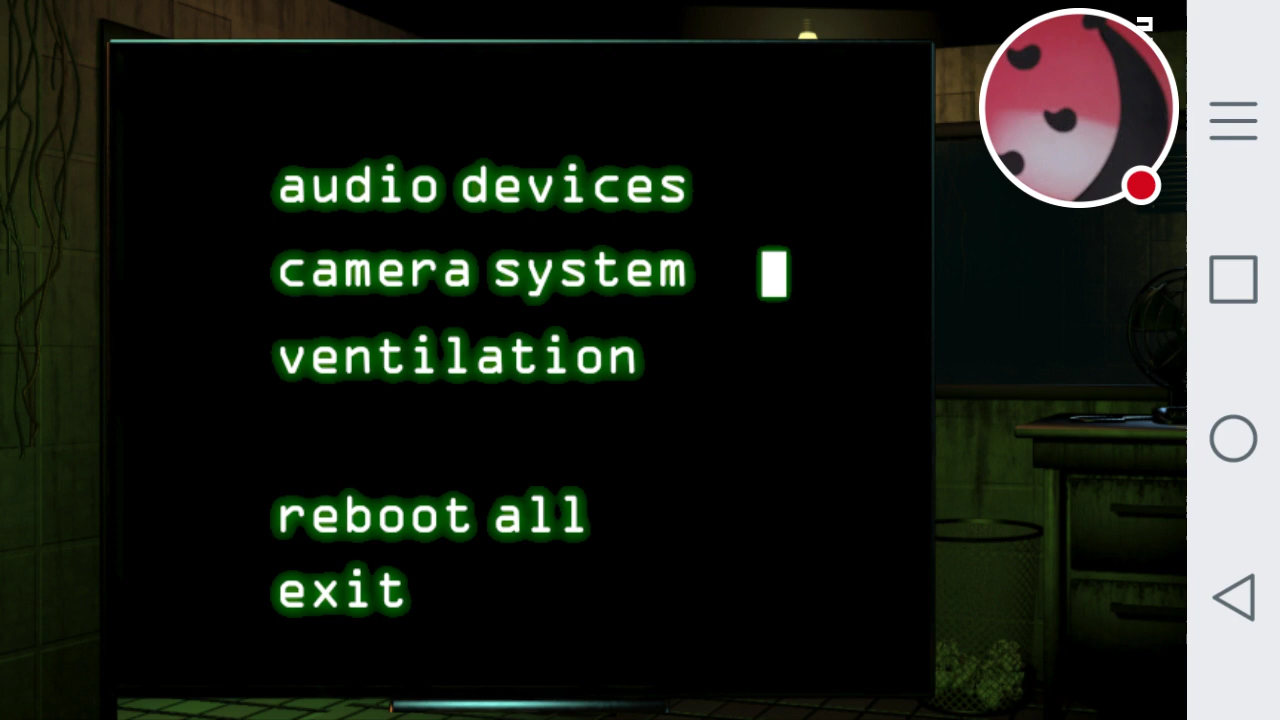 audio devices
camera system
ventilation
reboot all
exit